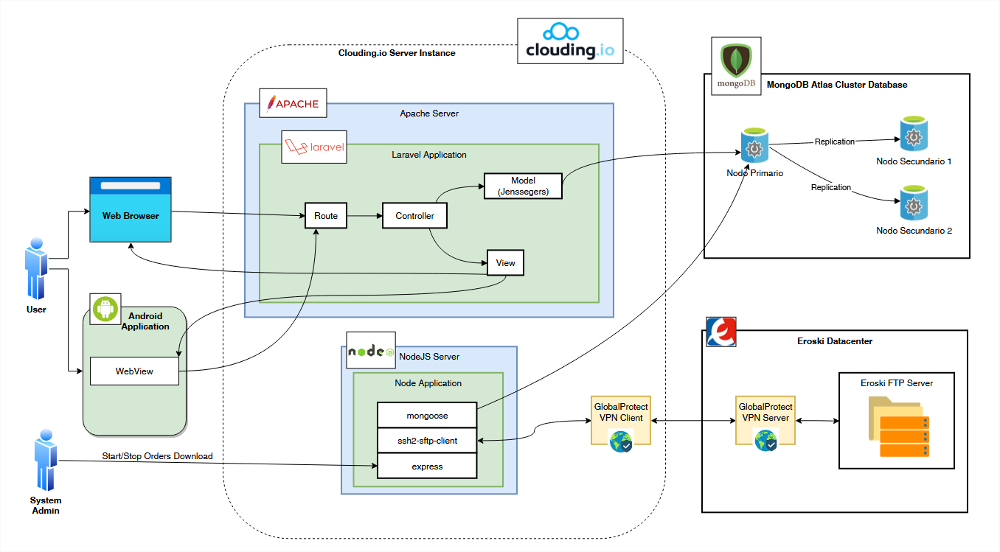 clouding.io
Clouding.io Server Instance
mongoDB
MongoDB Atlas Cluster Database
APACHE
Apache Server
laravel
Laravel Application
Replication
Nodo Secundario 1
Nodo Primario
Model
(Jenssegers)
Replication
Route
Controller
Web Browser
Nodo Secundario 2
View
User
Android
Application
WebView
node
JS
NodeJS Server
Eroski Datacenter
Node Application
Eroski FTP Server
mongoose
GlobalProtect
VPN Client
GlobalProtect
VPN Server
ssh2-sftp-client
Start/Stop Orders Download
express
System
Admin